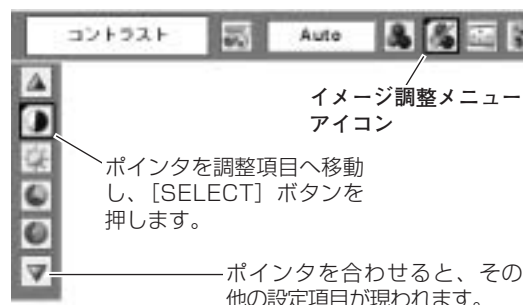 コントラスト
Auto
イメージ調整メニュー
アイコン
ポインタを調整項目へ移動
し、［SELECT］ボタンを
押します。
ポインタを合わせると、その
他の設定項目が現われます。